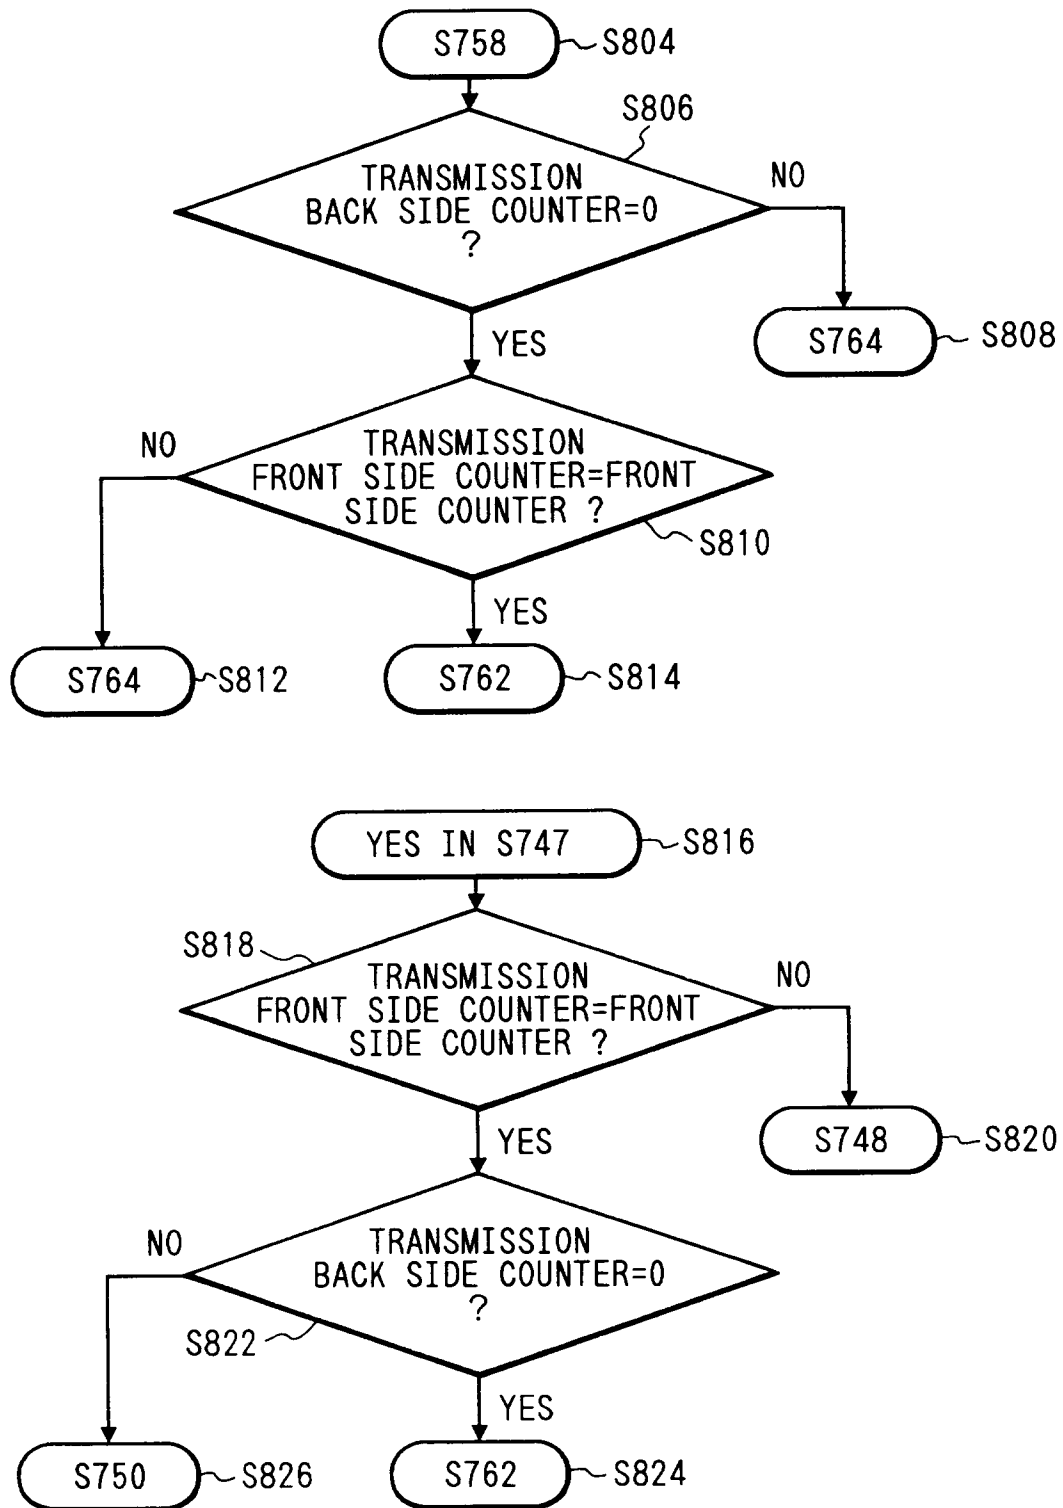 S758
S804
S806
TRANSMISSION
BACK SIDE COUNTER=0
?
NO
S764
S808
YES
NO
TRANSMISSION
FRONT SIDE COUNTER=FRONT
SIDE COUNTER ?
S810
YES
S764
S812
S762
S814
YES IN S747
S816
S818
TRANSMISSION
FRONT SIDE COUNTER=FRONT
SIDE COUNTER ?
NO
S748
S820
YES
NO
TRANSMISSION
BACK SIDE COUNTER=0
?
S822
YES
S750
S826
S762
S824